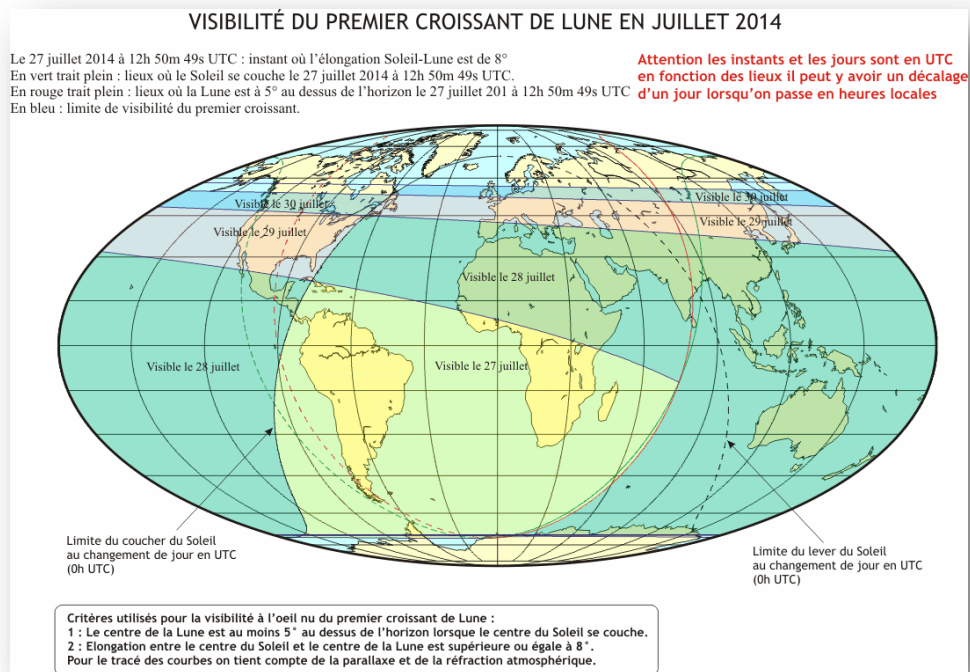 VISIBILITÉ DU PREMIER CROISSANT DE LUNE EN JUILLET 2014
Le 27 juillet 2014 à 12h 50m 49s UTC : instant où l'élongation Soleil-Lune est de 8°
En vert trait plein : lieux où le Soleil se couche le 27 juillet 2014 à 12h 50m 49s UTC.
En rouge trait plein : lieux où la Lune est à 5° au dessus de l'horizon le 27 juillet 201 à 12h 50m 49s UTC
En bleu : limite de visibilité du premier croissant.
Attention les instants et les jours sont en UTC
en fonction des lieux il peut y avoir un décalage
d'un jour lorsqu'on passe en heures locales
Visible le 30 juillet
Visible le 30 juillet
Visible le 29 juillet
Visible le 29 juillet
Visible le 28 juillet
Visible le 28 juillet
Visible le 27 juillet
Limite du coucher du Soleil
au changement de jour en UTC
(0h UTC)
Limite du lever du Soleil
au changement de jour en UTC
(0h UTC)
Critères utilisés pour la visibilité à l'oeil nu du premier croissant de Lune :
1 : Le centre de la Lune est au moins 5° au dessus de l'horizon lorsque le centre du Soleil se couche.
2 : Elongation entre le centre du Soleil et le centre de la Lune est supérieure ou égale à 8°.
Pour le tracé des courbes on tient compte de la parallaxe et de la réfraction atmosphérique.